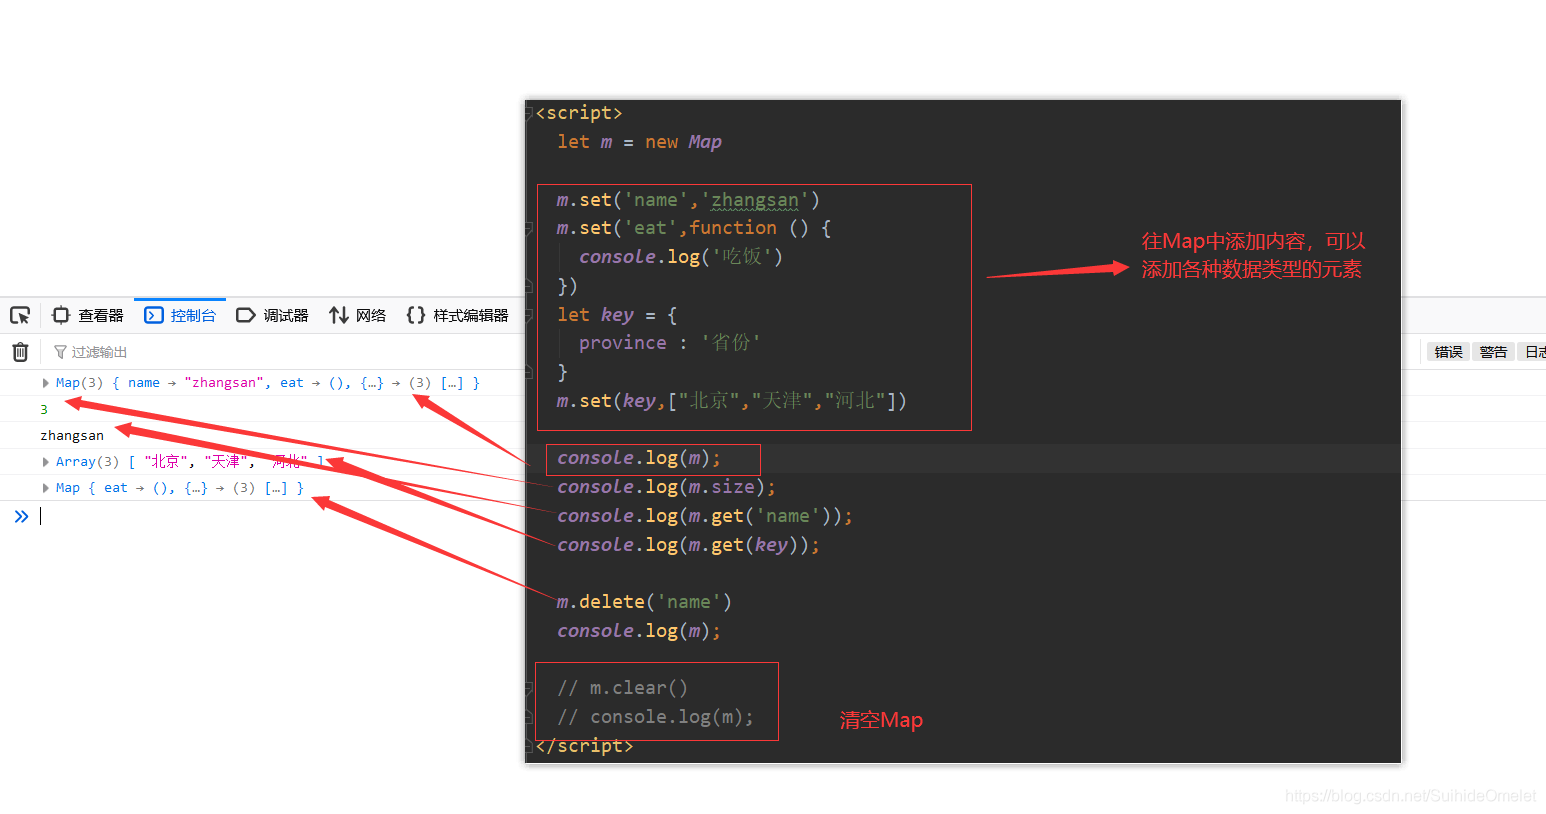 <script>
let m = new Map
m.set('name','zhangsan')
m.set('eat',function () {
console.log('吃饭')
})
let key = {
province : '省份'
}
m.set(key,["北京","天津","河北"])
console.log(m);
console.log(m.size);
console.log(m.get('name'));
console.log(m.get(key));
m.delete('name')
console.log(m);
// m.clear()
// console.log(m);
</script>
往Map中添加内容，可以
添加各种数据类型的元素
清空Map
查看器 控制台 调试器 网络 {} 样式编辑器
过滤输出
错误 警告 日志
Map(3) { name → "zhangsan", eat → (), {…} → (3) […] }
3
zhangsan
Array(3) [ "北京", "天津", "河北" ]
Map { eat → (), {…} → (3) […] }
»
https://blog.csdn.net/SuihideOmelet